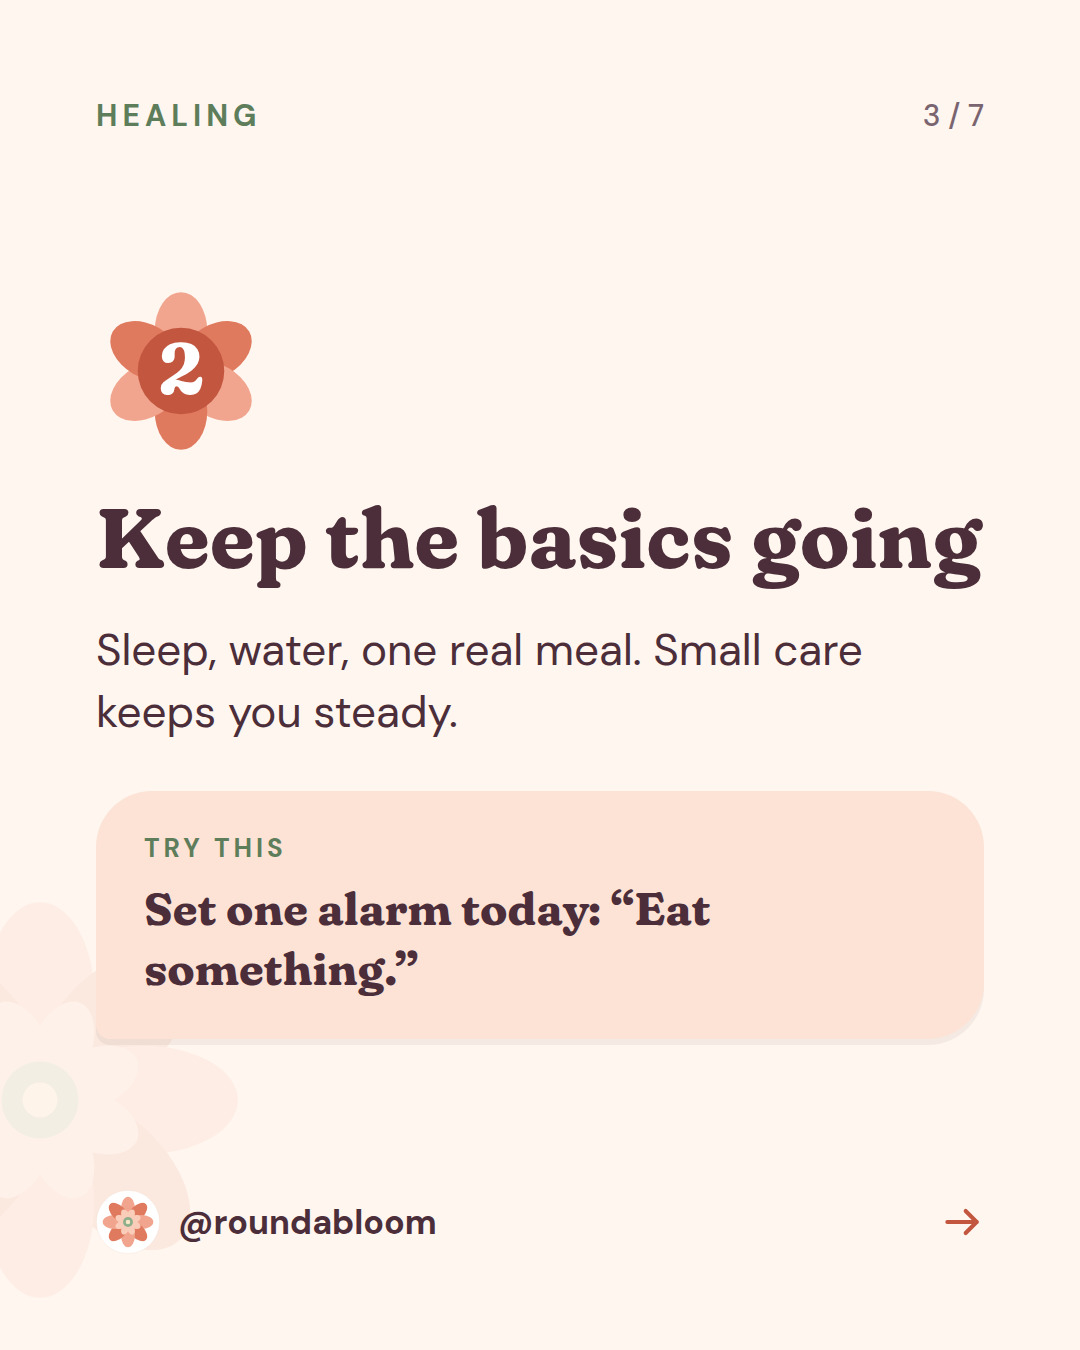 HEALING
3 / 7
2
Keep the basics going
Sleep, water, one real meal. Small care
keeps you steady.
TRY THIS
Set one alarm today: “Eat
something.”
@roundabloom